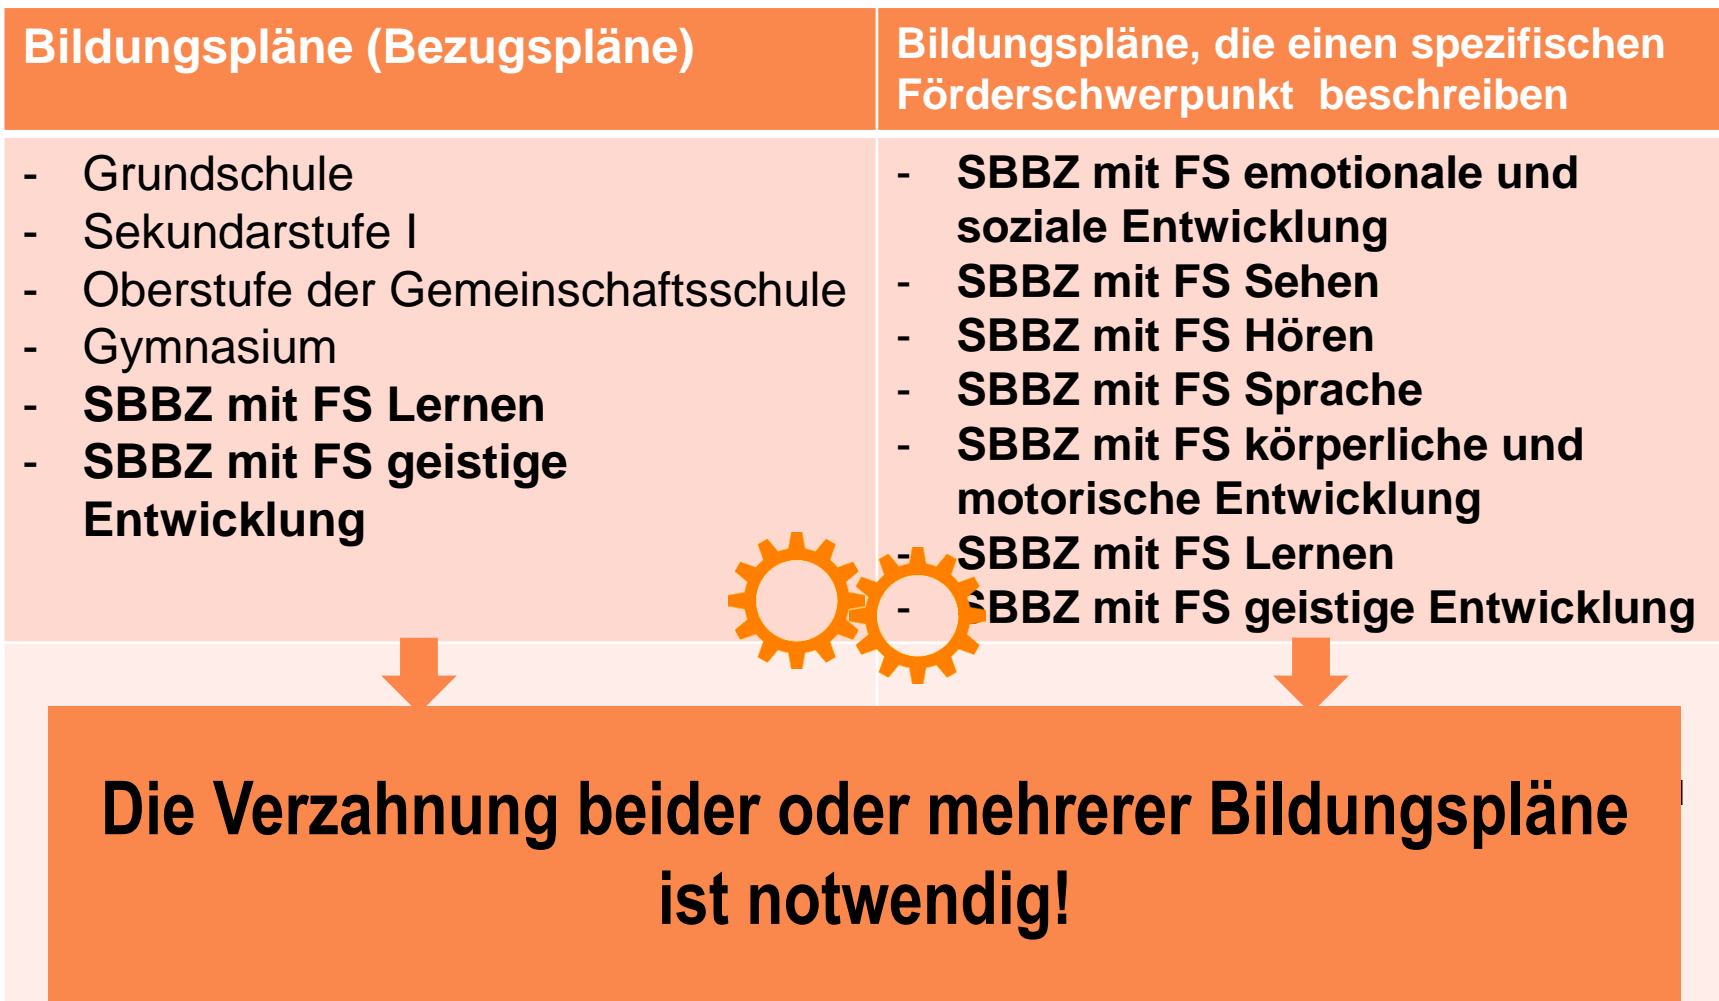 Bildungspläne (Bezugspläne)
Bildungspläne, die einen spezifischen
Förderschwerpunkt beschreiben
- Grundschule
- Sekundarstufe I
- Oberstufe der Gemeinschaftsschule
- Gymnasium
- SBBZ mit FS Lernen
- SBBZ mit FS geistige
Entwicklung
- SBBZ mit FS emotionale und
soziale Entwicklung
- SBBZ mit FS Sehen
- SBBZ mit FS Hören
- SBBZ mit FS Sprache
- SBBZ mit FS körperliche und
motorische Entwicklung
- SBBZ mit FS Lernen
- SBBZ mit FS geistige Entwicklung
Die Verzahnung beider oder mehrerer Bildungspläne
ist notwendig!